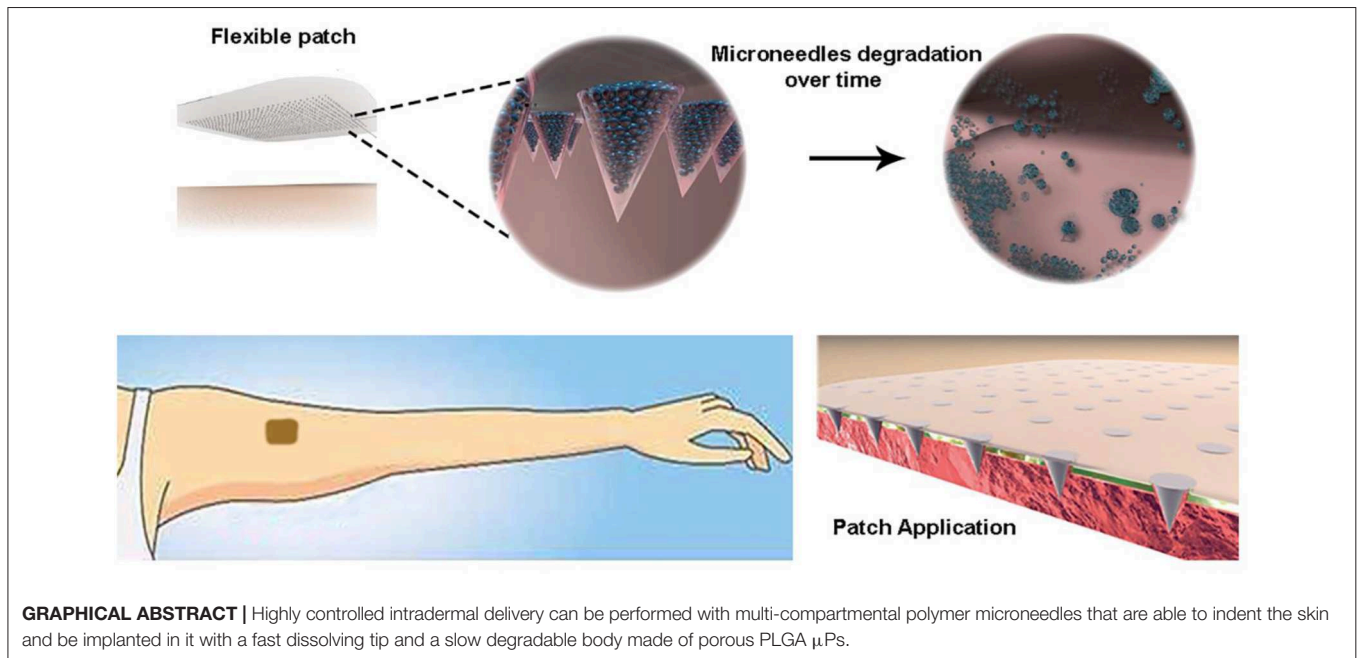 Flexible patch
Microneedles degradation
over time
Patch Application
GRAPHICAL ABSTRACT | Highly controlled intradermal delivery can be performed with multi-compartmental polymer microneedles that are able to indent the skin
and be implanted in it with a fast dissolving tip and a slow degradable body made of porous PLGA μPs.